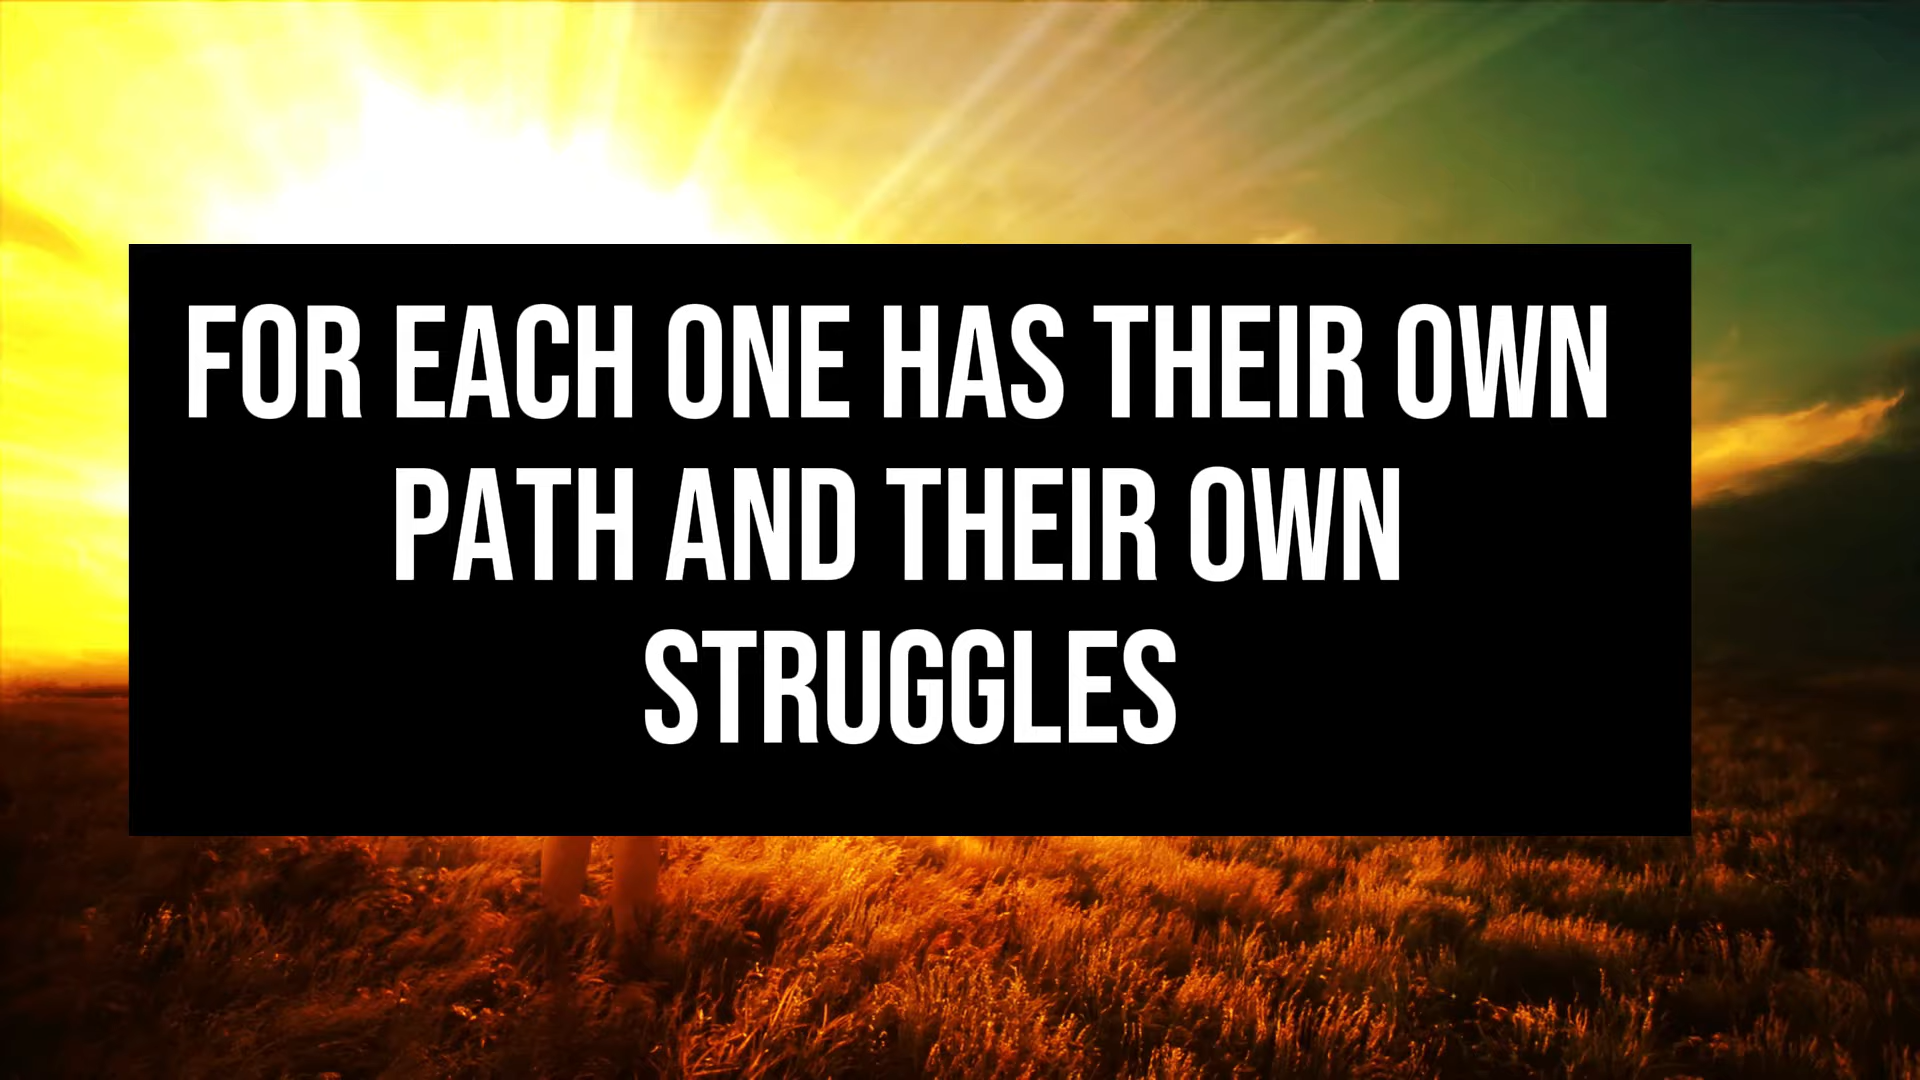 FOR EACH ONE HAS THEIR OWN
PATH AND THEIR OWN
STRUGGLES